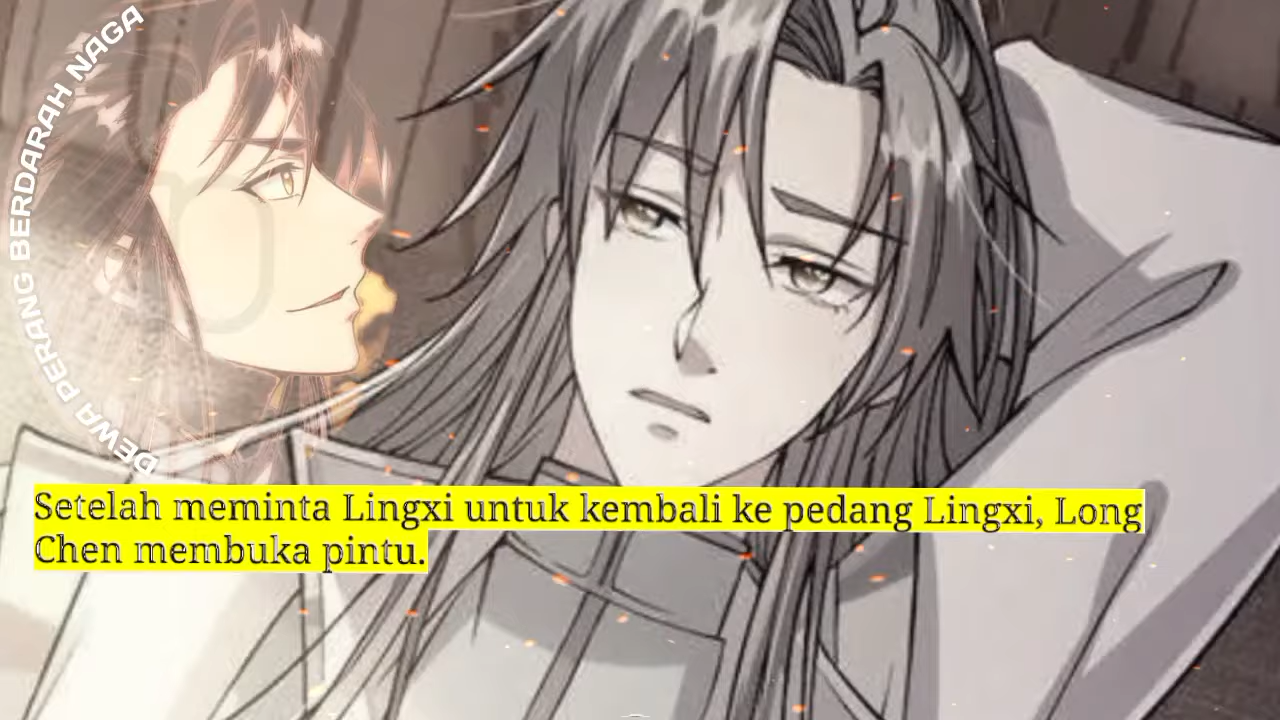 DEWA PERANG BERDARAH NAGA
Setelah meminta Lingxi untuk kembali ke pedang Lingxi, Long
Chen membuka pintu.